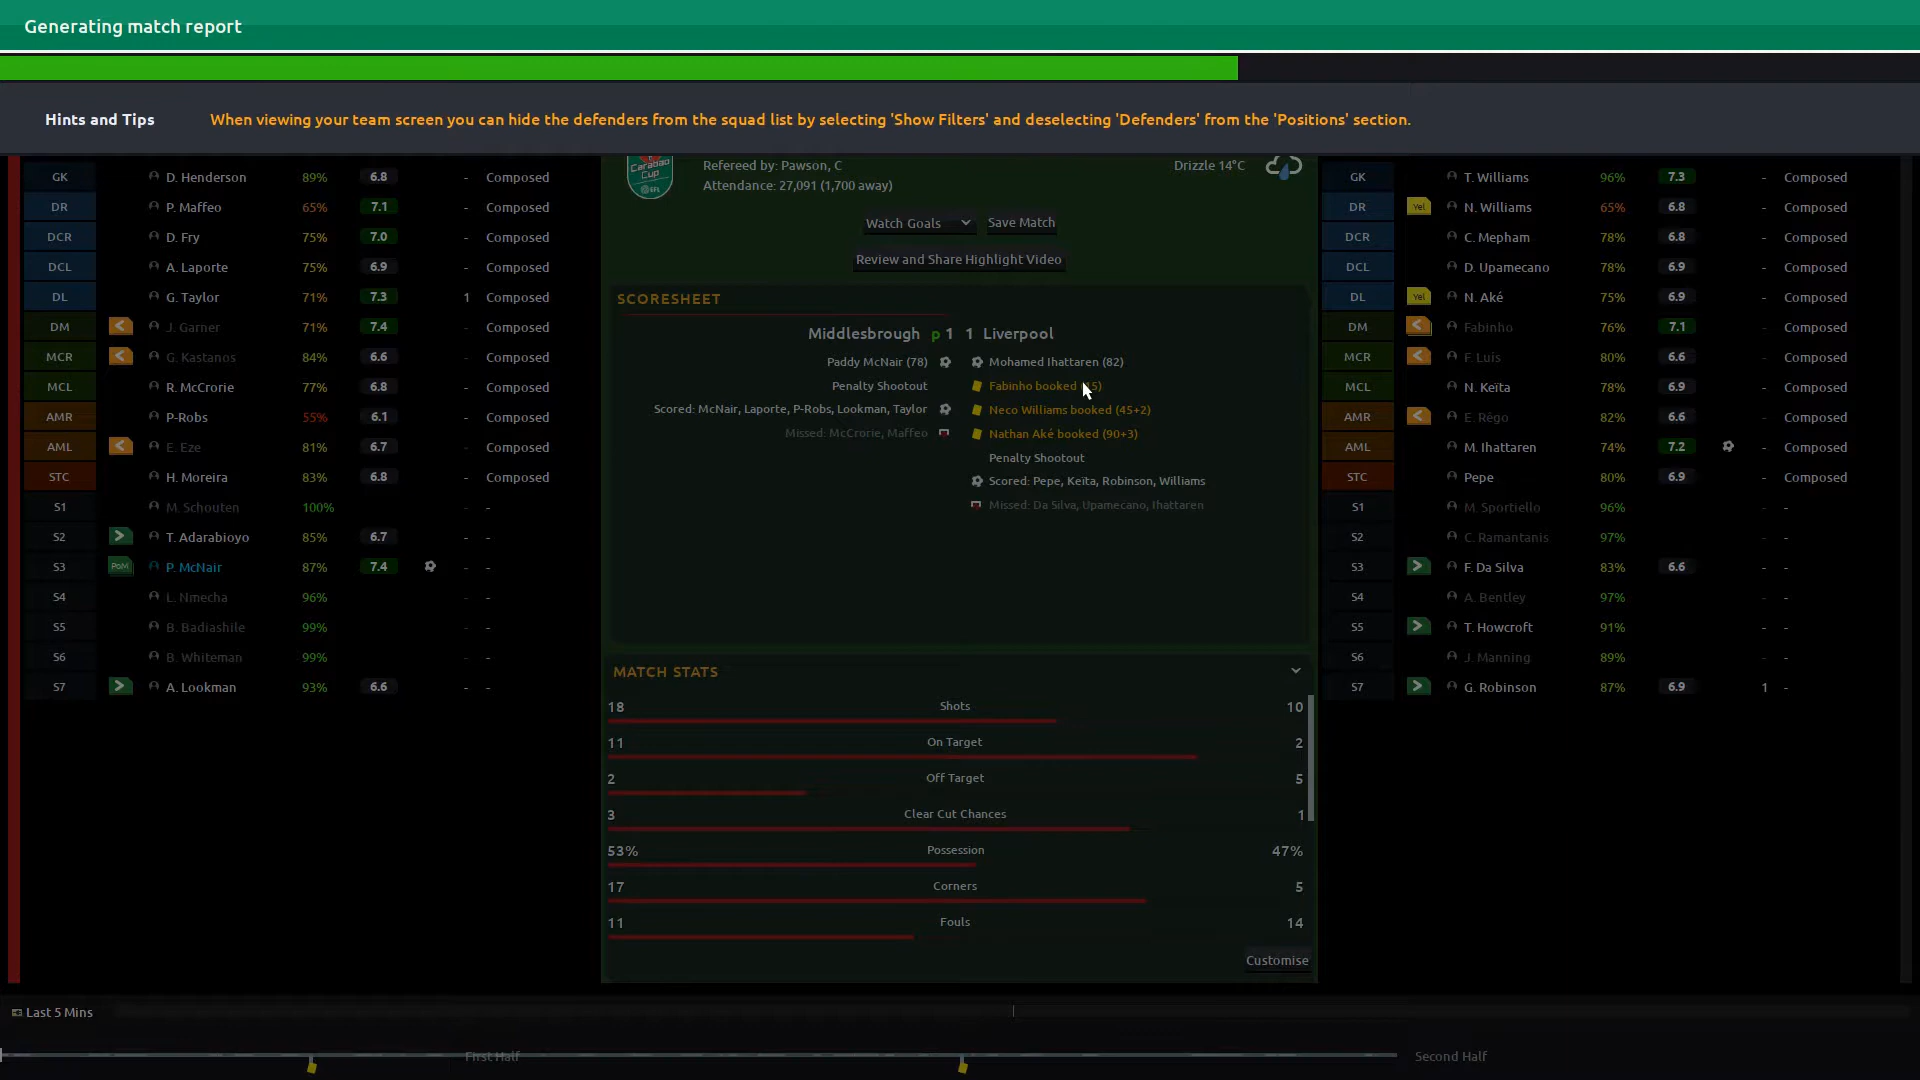 Generating match report
Hints and Tips When viewing your team screen you can hide the defenders from the squad list by selecting 'Show Filters' and deselecting 'Defenders' from the 'Positions' section.
GK D. Henderson 89% 6.8 - Composed
DR P. Maffeo 65% 7.1 - Composed
DCR D. Fry 75% 7.0 - Composed
DCL A. Laporte 75% 6.9 - Composed
DL G. Taylor 71% 7.3 1 Composed
DM J. Garner 71% 7.4 - Composed
MCR G. Kastanos 84% 6.6 - Composed
MCL R. McCrorie 77% 6.8 - Composed
AMR P-Robs 55% 6.1 - Composed
AML E. Eze 81% 6.7 - Composed
STC H. Moreira 83% 6.8 - Composed
S1 M. Schouten 100% - -
S2 T. Adarabioyo 85% 6.7 - -
S3 PoM P. McNair 87% 7.4 - -
S4 L. Nmecha 96% - -
S5 B. Badiashile 99% - -
S6 B. Whiteman 99% - -
S7 A. Lookman 93% 6.6 - -
Carabao Cup EFL
Refereed by: Pawson, C
Attendance: 27,091 (1,700 away)
Drizzle 14°C
Watch Goals Save Match
Review and Share Highlight Video
SCORESHEET
Middlesbrough p 1 1 Liverpool
Paddy McNair (78)
Penalty Shootout
Scored: McNair, Laporte, P-Robs, Lookman, Taylor
Missed: McCrorie, Maffeo
Mohamed Ihattaren (82)
Fabinho booked
Neco Williams booked (45+2)
Nathan Aké booked (90+3)
Penalty Shootout
Scored: Pepe, Keïta, Robinson, Williams
Missed: Da Silva, Upamecano, Ihattaren
MATCH STATS
18 Shots 10
11 On Target 2
2 Off Target 5
3 Clear Cut Chances 1
53% Possession 47%
17 Corners 5
11 Fouls 14
Customise
GK T. Williams 96% 7.3 - Composed
DR Yel N. Williams 65% 6.8 - Composed
DCR C. Mepham 78% 6.8 - Composed
DCL D. Upamecano 78% 6.9 - Composed
DL Yel N. Aké 75% 6.9 - Composed
DM Fabinho 76% 7.1 - Composed
MCR F. Luis 80% 6.6 - Composed
MCL N. Keïta 78% 6.9 - Composed
AMR E. Rêgo 82% 6.6 - Composed
AML M. Ihattaren 74% 7.2 - Composed
STC Pepe 80% 6.9 - Composed
S1 M. Sportiello 96% - -
S2 C. Ramantanis 97% - -
S3 F. Da Silva 83% 6.6 - -
S4 A. Bentley 97% - -
S5 T. Howcroft 91% - -
S6 J. Manning 89% - -
S7 G. Robinson 87% 6.9 1 -
Last 5 Mins
First Half Second Half